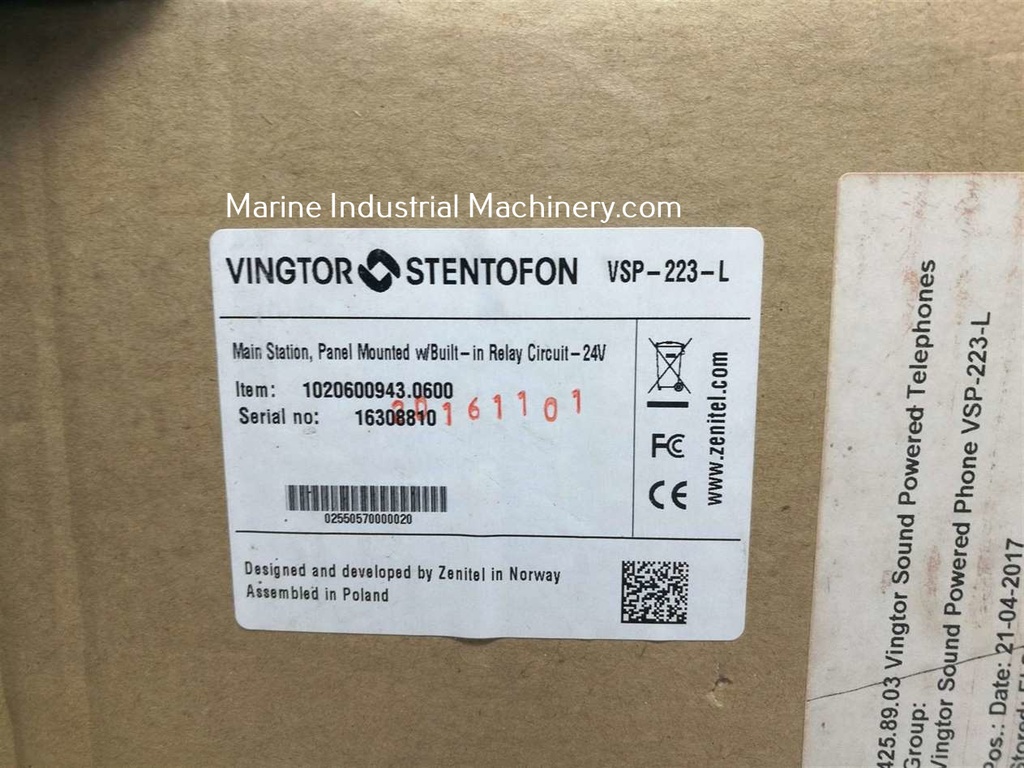 Marine Industrial Machinery.com
VINGTOR STENTOFON VSP-223-L
Main Station, Panel Mounted w/Built-in Relay Circuit-24V
Item: 1020600943.0600
Serial no: 16308810
20161101
02550570000020
Designed and developed by Zenitel in Norway
Assembled in Poland
FC
CE
www.zenitel.com
425.89.03 Vingtor Sound Powered Telephones
Group:
Vingtor Sound Powered Phone VSP-223-L
Pos.: Date: 21-04-2017
Stored: